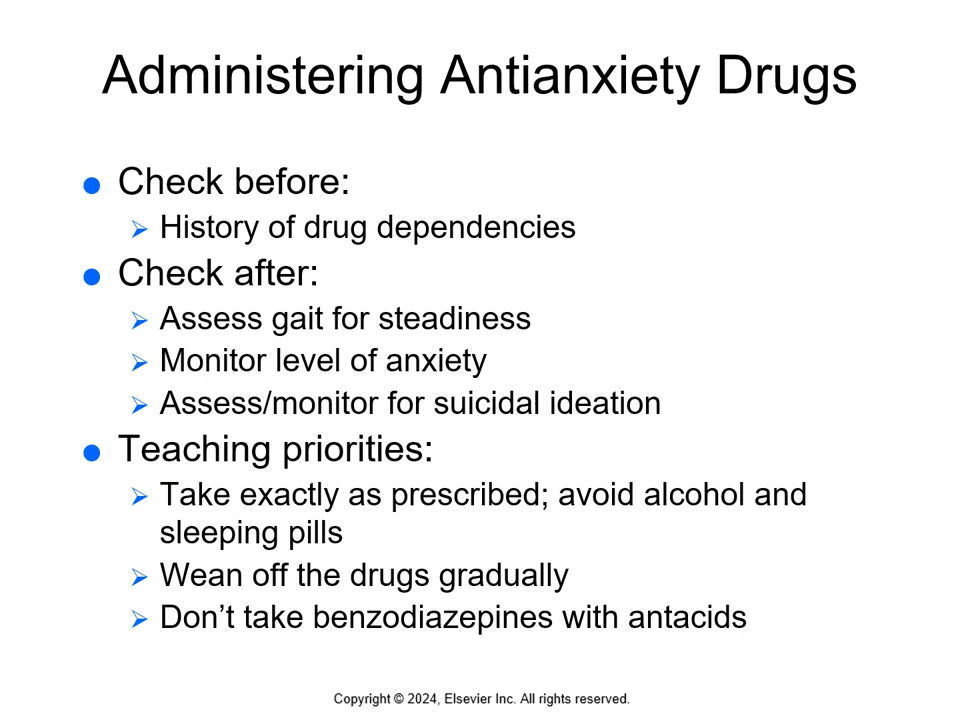 Administering Antianxiety Drugs
● Check before:
➢ History of drug dependencies
● Check after:
➢ Assess gait for steadiness
➢ Monitor level of anxiety
➢ Assess/monitor for suicidal ideation
● Teaching priorities:
➢ Take exactly as prescribed; avoid alcohol and
sleeping pills
➢ Wean off the drugs gradually
➢ Don’t take benzodiazepines with antacids
Copyright © 2024, Elsevier Inc. All rights reserved.